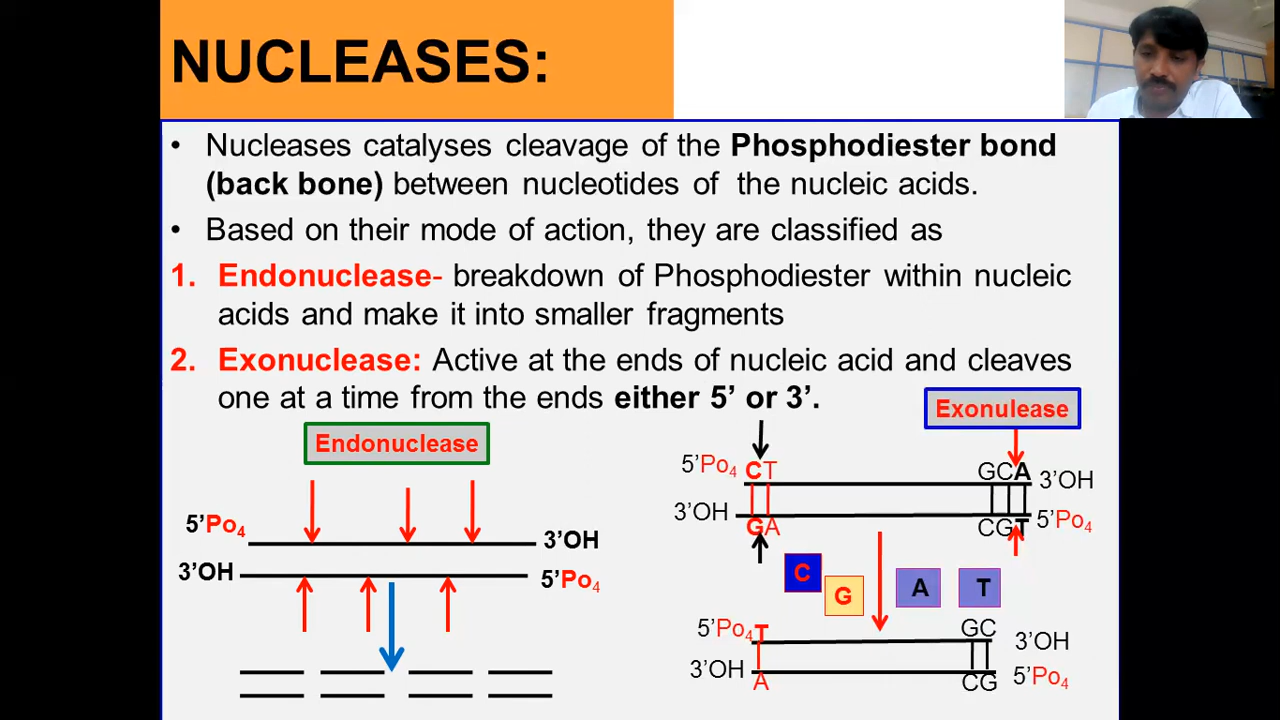 NUCLEASES:
• Nucleases catalyses cleavage of the Phosphodiester bond
(back bone) between nucleotides of the nucleic acids.
• Based on their mode of action, they are classified as
1. Endonuclease- breakdown of Phosphodiester within nucleic
acids and make it into smaller fragments
2. Exonuclease: Active at the ends of nucleic acid and cleaves
one at a time from the ends either 5’ or 3’.
Endonuclease
5’Po4
3’OH
3’OH
5’Po4
Exonulease
5’Po4 CT GCA 3’OH
3’OH GA CGT 5’Po4
C G A T
5’Po4 T GC 3’OH
3’OH A CG 5’Po4